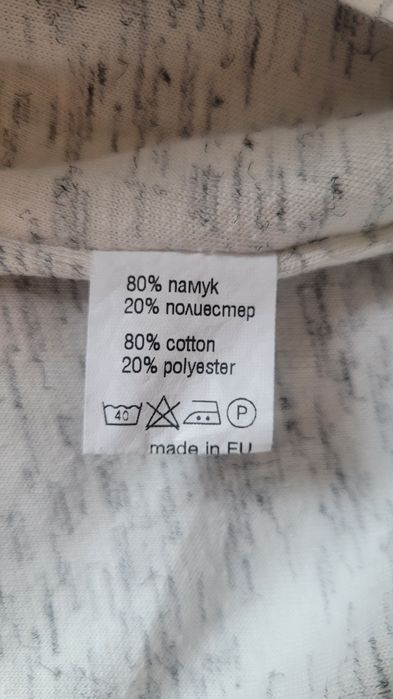 80% памук
20% полиестер
80% cotton
20% polyester
40 P
made in EU